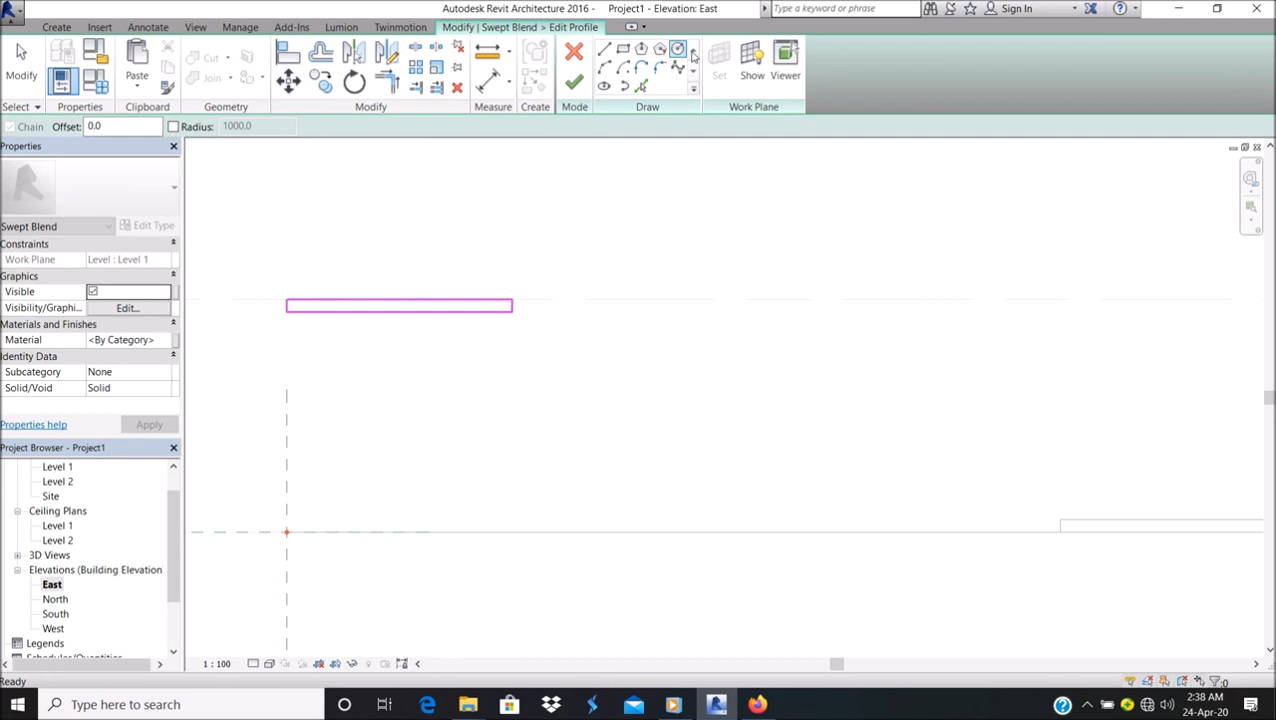 Autodesk Revit Architecture 2016 -   Project1 - Elevation: East
Type a keyword or phrase
Sign In
Create
Insert
Annotate
View
Manage
Add-Ins
Lumion
Twinmotion
Modify | Swept Blend > Edit Profile
Modify
Paste
Cut
Join
Set
Show
Viewer
Select
Properties
Clipboard
Geometry
Modify
Measure
Create
Mode
Draw
Work Plane
Chain
Offset:
0.0
Radius:
1000.0
Properties
Swept Blend
Edit Type
Constraints
Work Plane
Level : Level 1
Graphics
Visible
Visibility/Graphi...
Edit...
Materials and Finishes
Material
<By Category>
Identity Data
Subcategory
None
Solid/Void
Solid
Properties help
Apply
Project Browser - Project1
Level 1
Level 2
Site
Ceiling Plans
Level 1
Level 2
3D Views
Elevations (Building Elevation
East
North
South
West
Legends
1 : 100
Ready
:0
Type here to search
2:38 AM
24-Apr-20